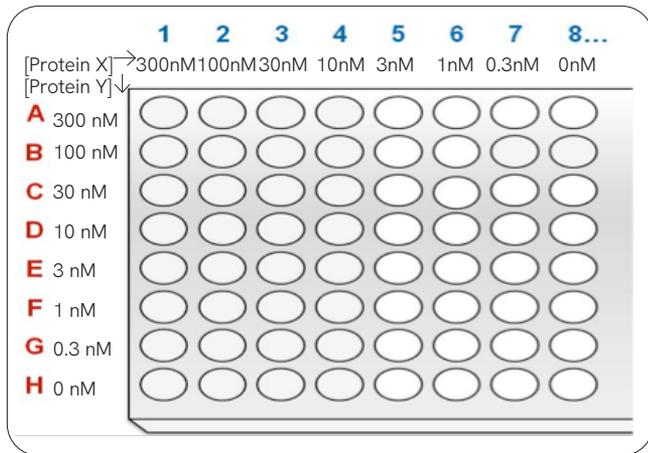 1 2 3 4 5 6 7 8...
[Protein X] 300nM 100nM 30nM 10nM 3nM 1nM 0.3nM 0nM
[Protein Y]
A 300 nM
B 100 nM
C 30 nM
D 10 nM
E 3 nM
F 1 nM
G 0.3 nM
H 0 nM